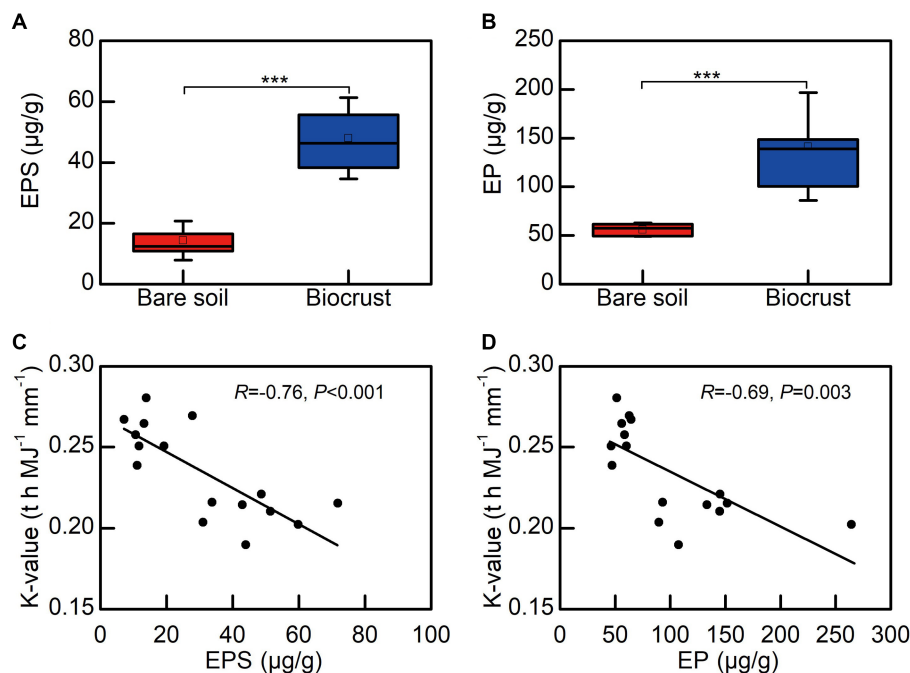 A
80
60
40
20
0
EPS (µg/g)
***
Bare soil Biocrust
B
250
200
150
100
50
0
EP (µg/g)
***
Bare soil Biocrust
C
0.30
0.25
0.20
0.15
K-value (t h MJ⁻¹ mm⁻¹)
R=-0.76, P<0.001
0 20 40 60 80 100
EPS (µg/g)
D
0.30
0.25
0.20
0.15
K-value (t h MJ⁻¹ mm⁻¹)
R=-0.69, P=0.003
0 50 100 150 200 250 300
EP (µg/g)